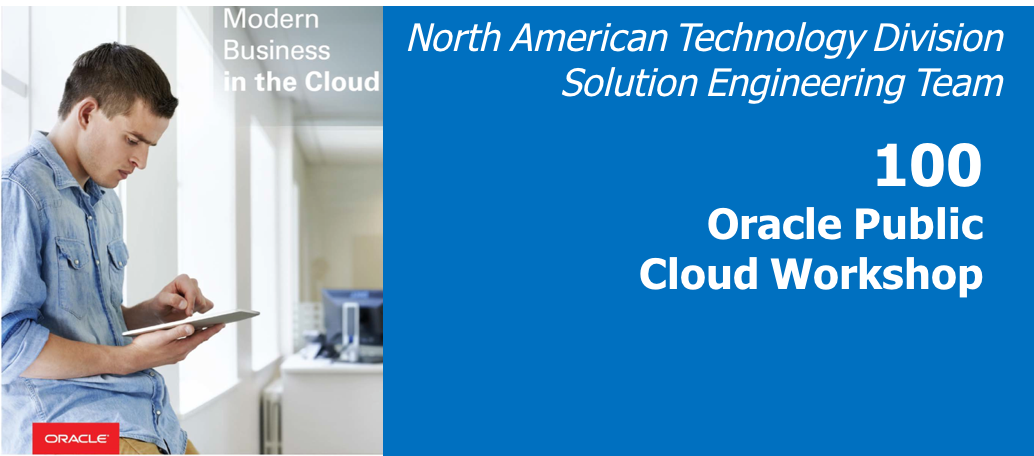 Modern
Business
in the Cloud
ORACLE®
North American Technology Division
Solution Engineering Team
100
Oracle Public
Cloud Workshop